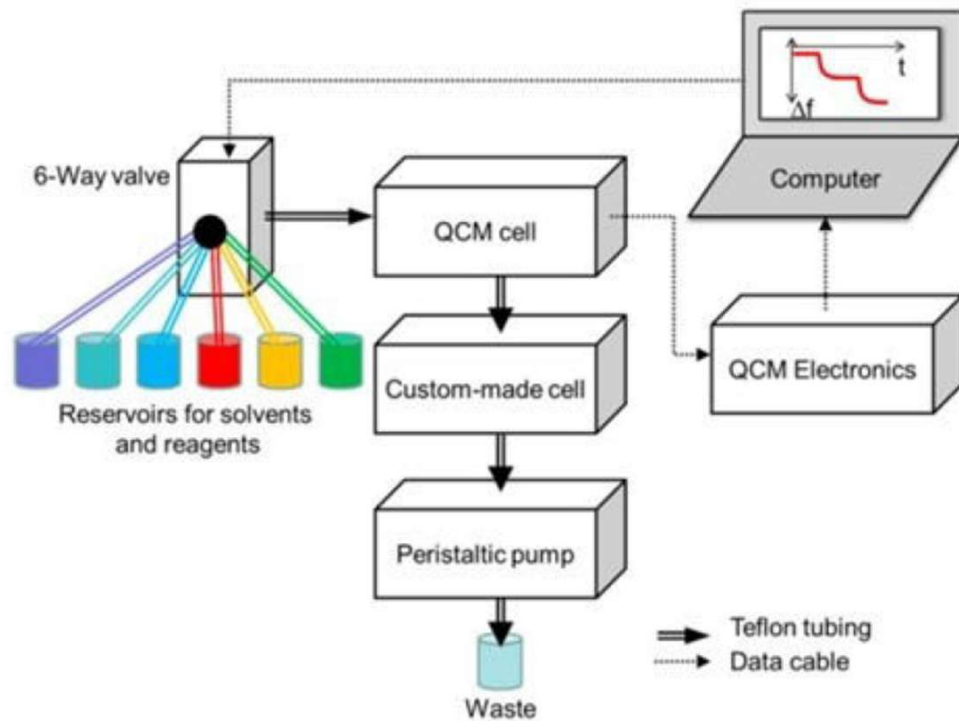 t
Δf
Computer
6-Way valve
QCM cell
QCM Electronics
Custom-made cell
Reservoirs for solvents
and reagents
Peristaltic pump
Teflon tubing
Data cable
Waste